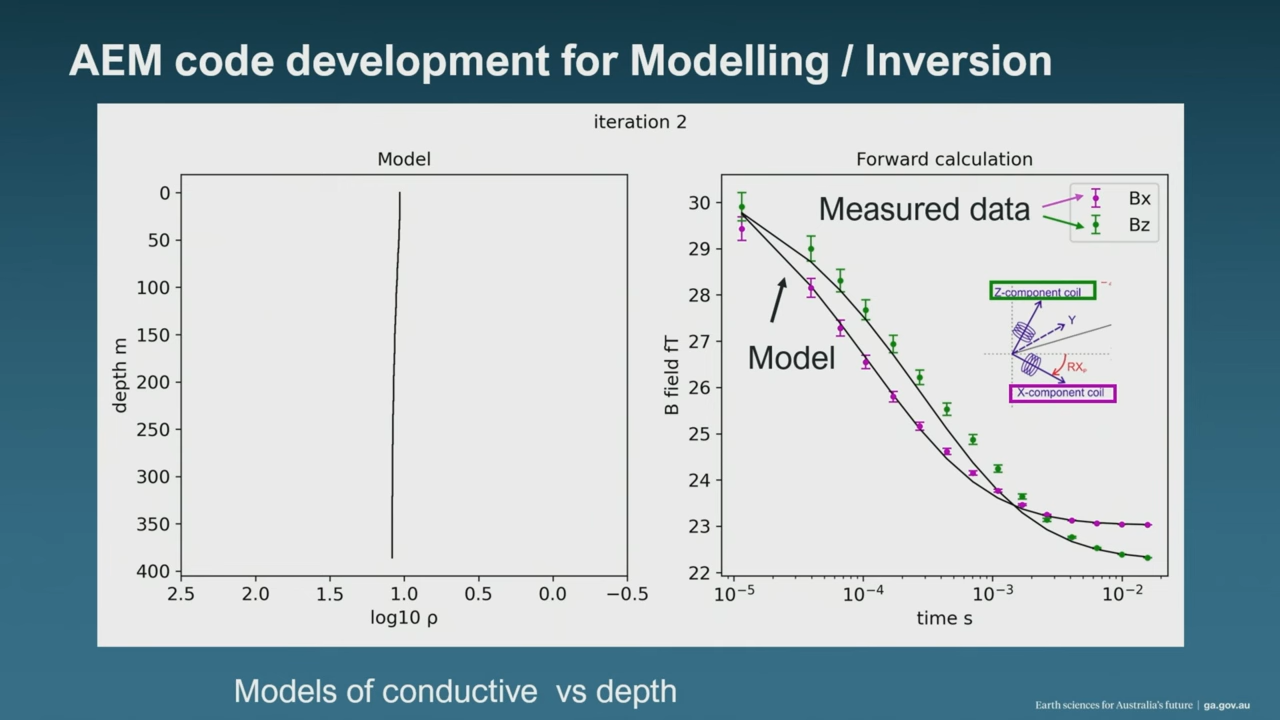 AEM code development for Modelling / Inversion
iteration 2
Model
0
50
100
150
200
250
300
350
400
depth m
2.5 2.0 1.5 1.0 0.5 0.0 −0.5
log10 ρ
Forward calculation
30
29
28
27
26
25
24
23
22
B field fT
10⁻⁵ 10⁻⁴ 10⁻³ 10⁻²
time s
Measured data
Bx
Bz
Model
Z-component coil
Y
RXₚ
X-component coil
Models of conductive vs depth
Earth sciences for Australia's future | ga.gov.au